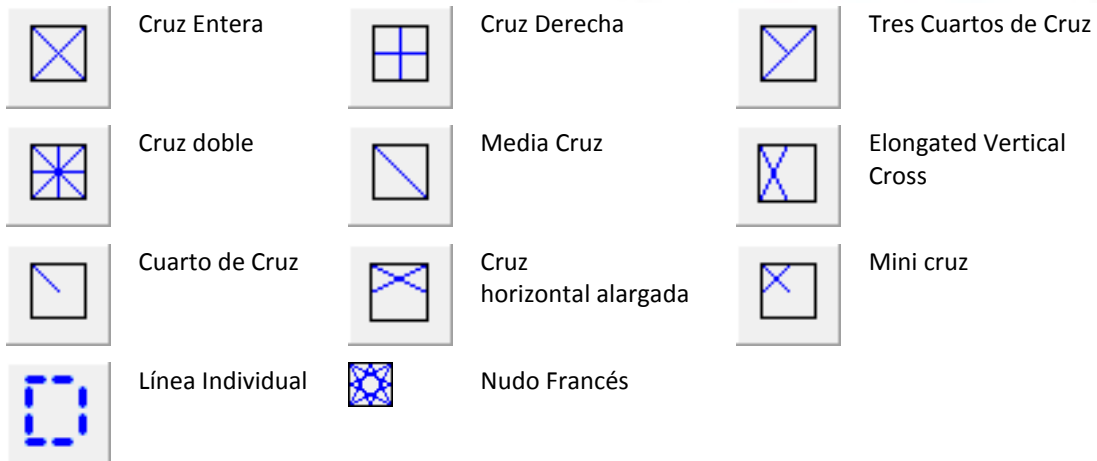 Cruz Entera
Cruz Derecha
Tres Cuartos de Cruz
Cruz doble
Media Cruz
Elongated Vertical
Cross
Cuarto de Cruz
Cruz
horizontal alargada
Mini cruz
Línea Individual
Nudo Francés